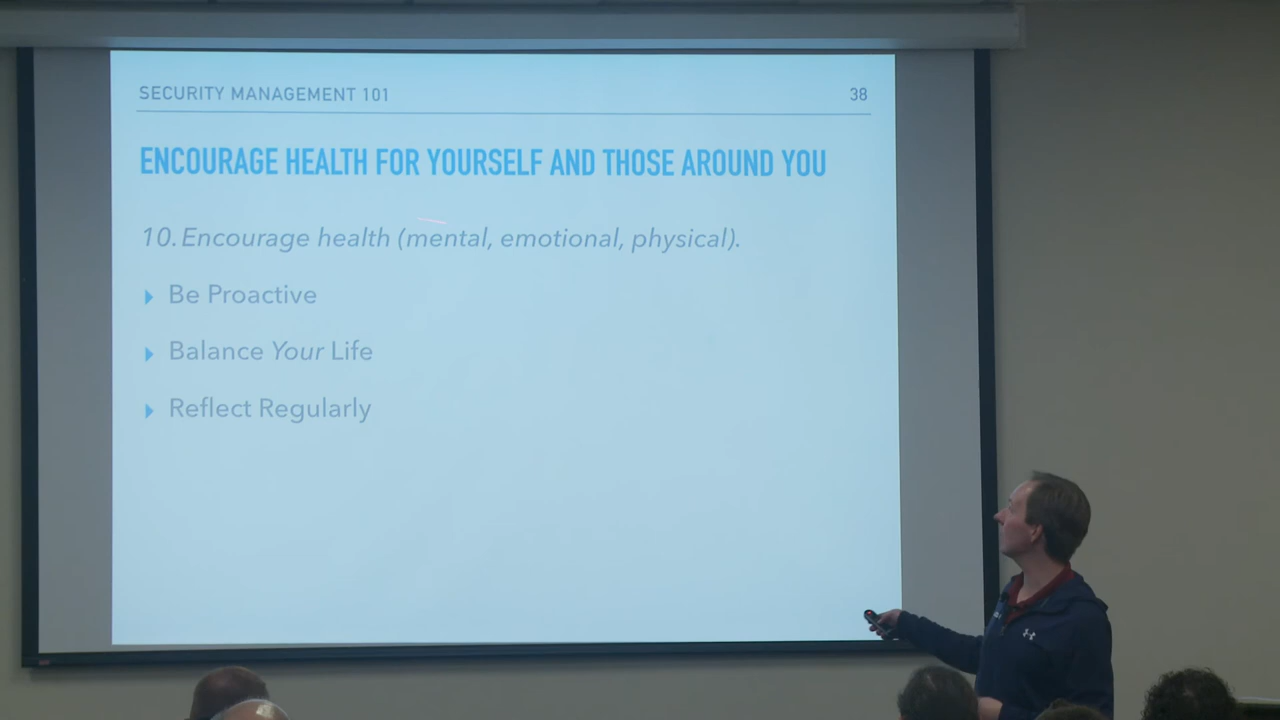 SECURITY MANAGEMENT 101
38
ENCOURAGE HEALTH FOR YOURSELF AND THOSE AROUND YOU
10. Encourage health (mental, emotional, physical).
Be Proactive
Balance Your Life
Reflect Regularly